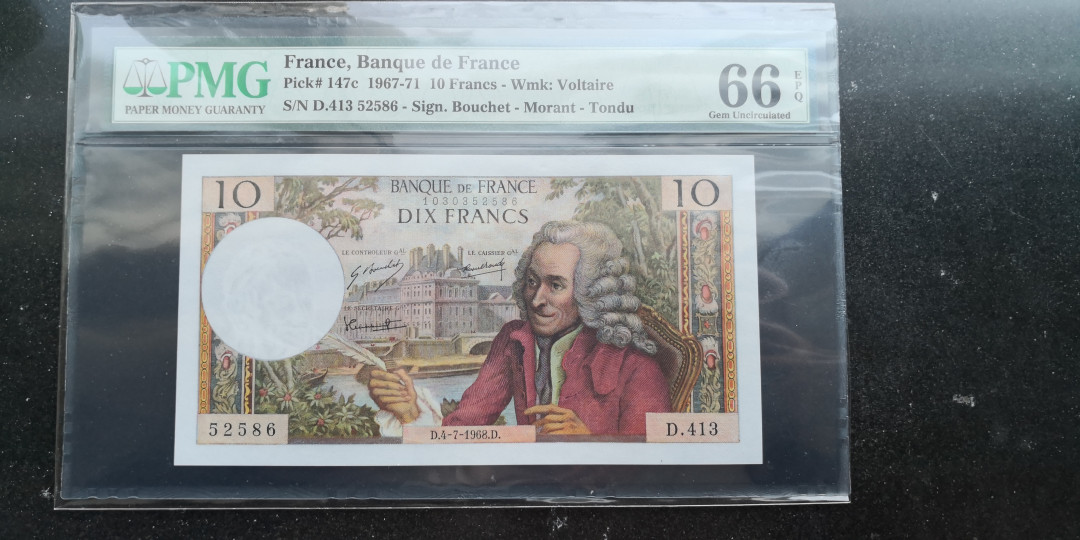 PMG
PAPER MONEY GUARANTY
France, Banque de France
Pick# 147c 1967-71 10 Francs - Wmk: Voltaire
S/N D.413 52586 - Sign. Bouchet - Morant - Tondu
66
EPQ
Gem Uncirculated
10
BANQUE DE FRANCE
10
1030352586
DIX FRANCS
LE CONTROLEUR GAL
LE CAISSIER GAL
G. Bouchet
LE SECRETAIRE GAL
52586
D.4-7-1968.D.
D.413